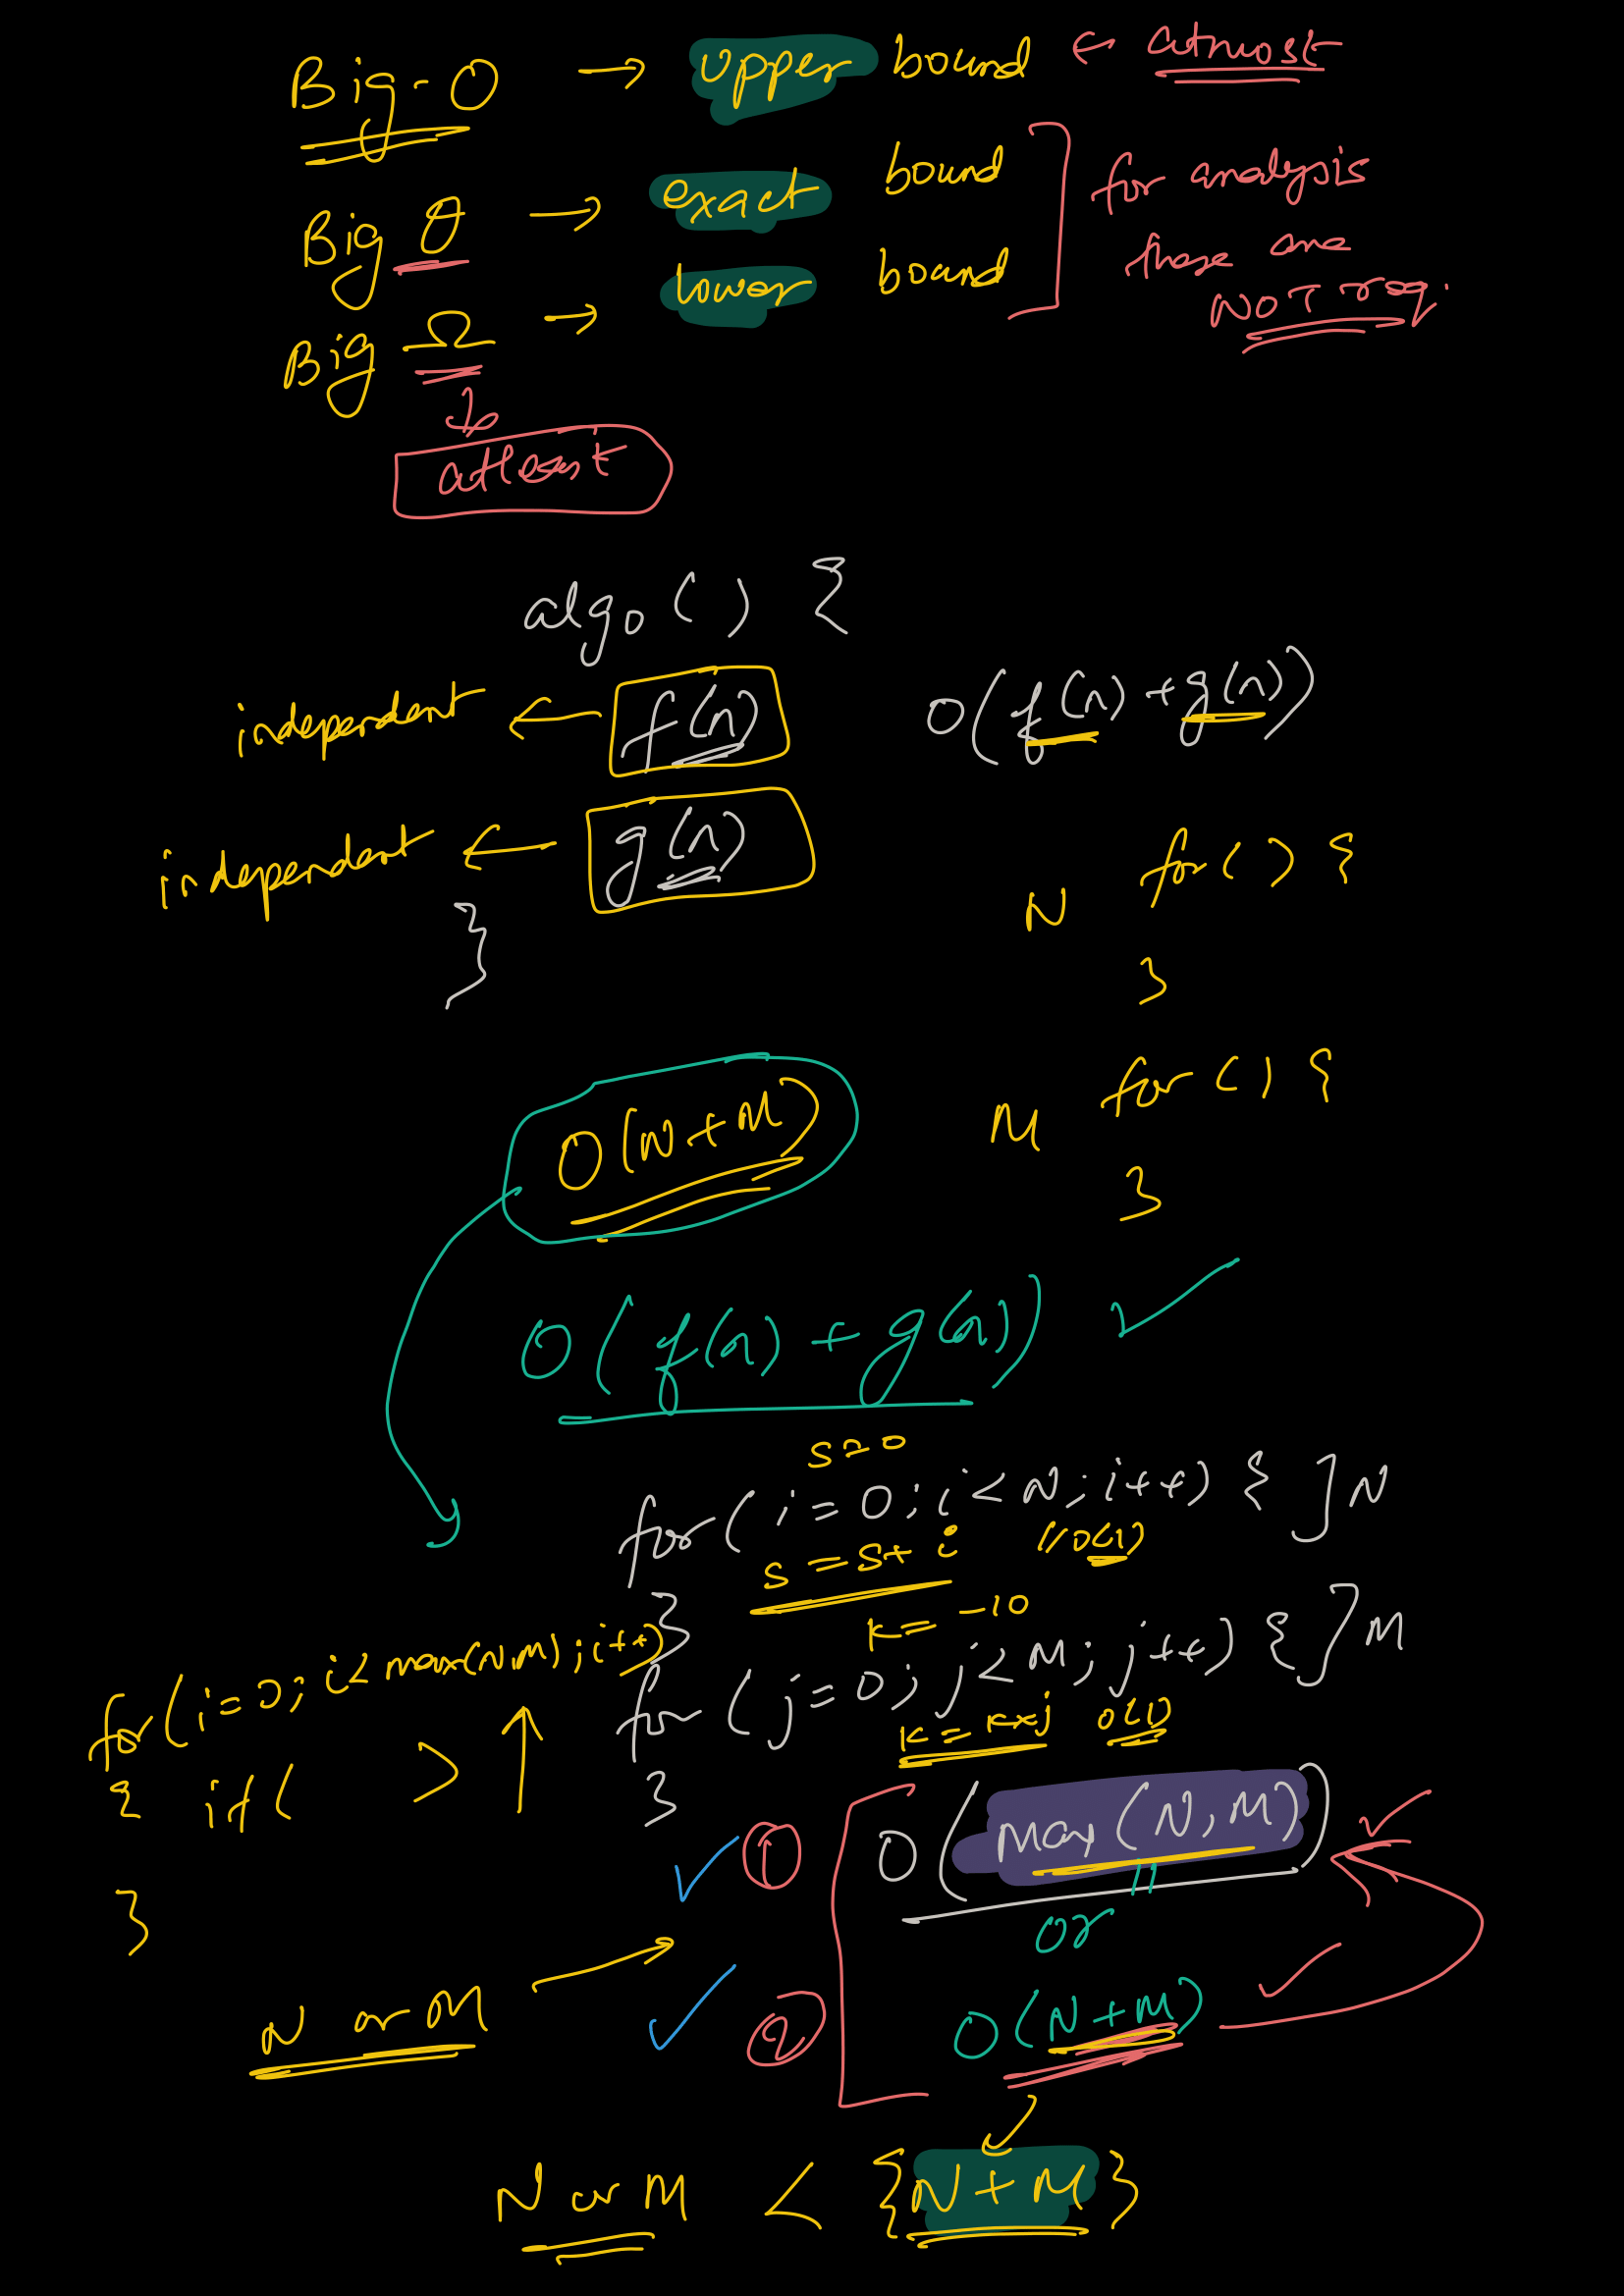 Big-O → upper bound ← atmost
Big θ → exact bound
for analysis
these are
NOT req.
Big Ω → lower bound
atleast
algo ( ) {
independent ← f(n)
O(f(n) + g(n))
independent ← g(n)
}
N for ( ) {
}
O(N+M)
M for ( ) {
}
O(f(n) + g(n)) ✓
s=0
for (i=0; i<N; i++) { ] N
s = s+ i //O(1)
}
k= -10
for (j=0; j<M; j++) { ] M
k= k×j O(1)
}
for(i=0; i< max(N,M); i++)
{ if( )
}
① O(max(N,M))
or
② O(N+M)
N or M →
N or M < {N+M}